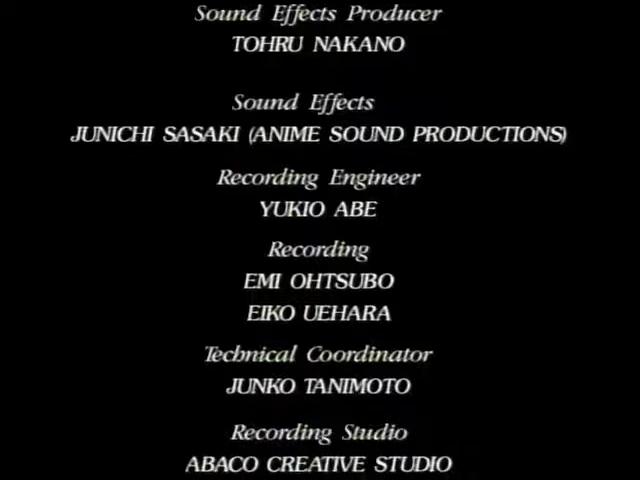 Sound Effects Producer
TOHRU NAKANO
Sound Effects
JUNICHI SASAKI (ANIME SOUND PRODUCTIONS)
Recording Engineer
YUKIO ABE
Recording
EMI OHTSUBO
EIKO UEHARA
Technical Coordinator
JUNKO TANIMOTO
Recording Studio
ABACO CREATIVE STUDIO